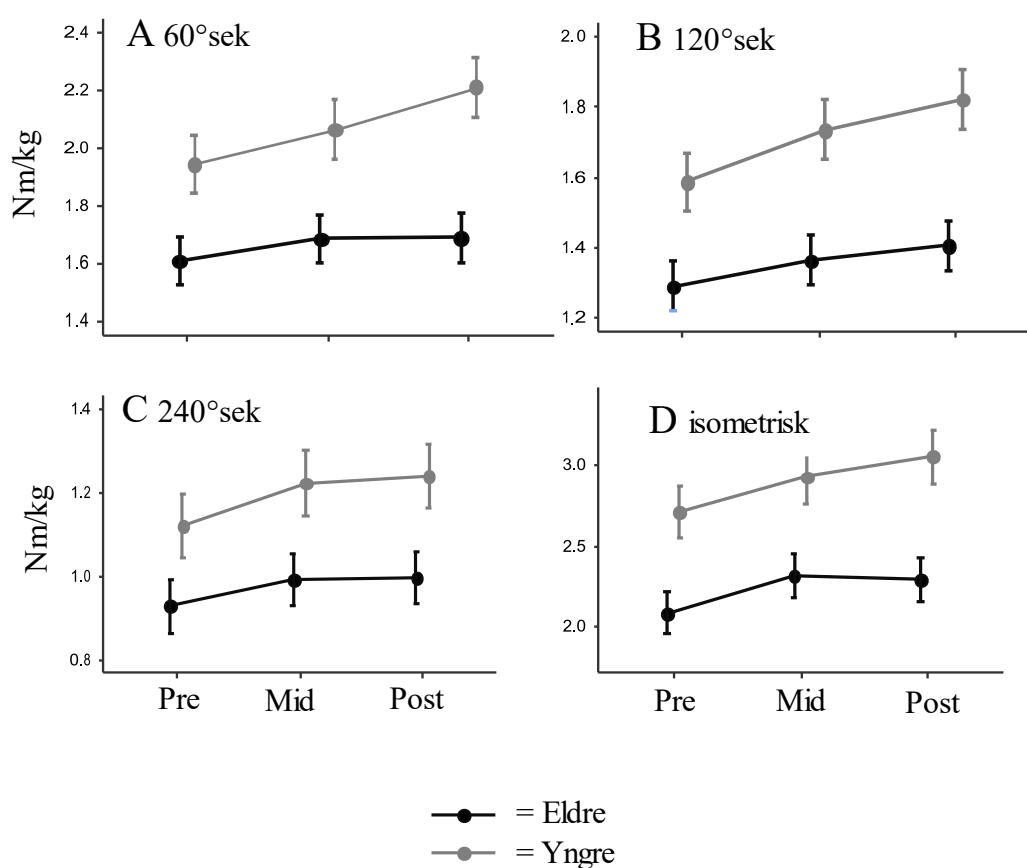 A 60°sek
2.4
2.2
2.0
1.8
1.6
1.4
Nm/kg
B 120°sek
2.0
1.8
1.6
1.4
1.2
C 240°sek
1.4
1.2
1.0
0.8
Nm/kg
Pre Mid Post
D isometrisk
3.0
2.5
2.0
Pre Mid Post
= Eldre
= Yngre